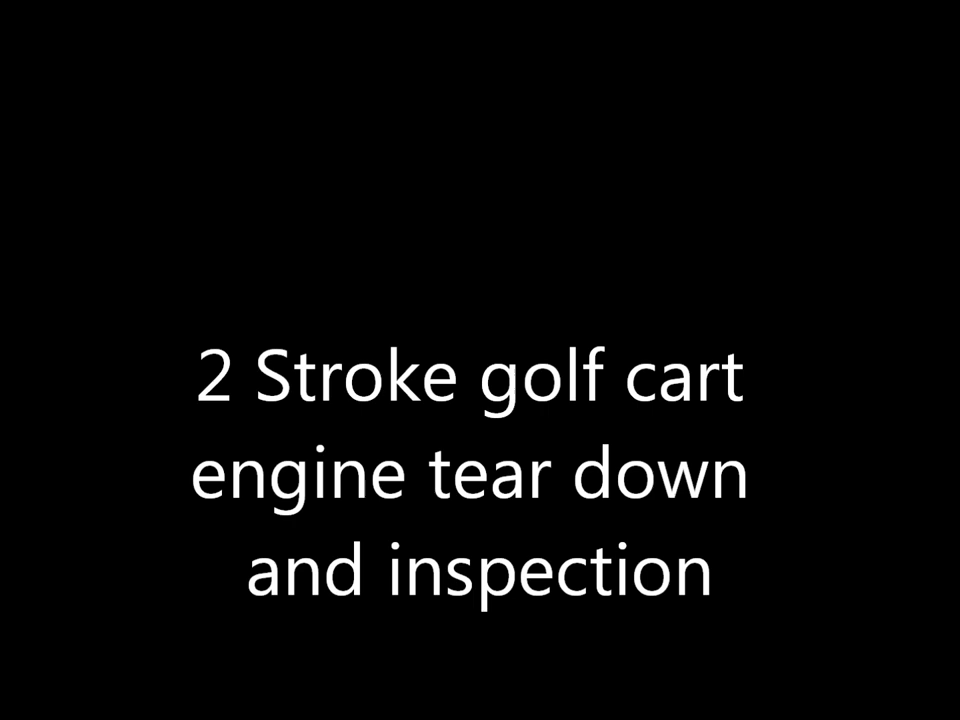 2 Stroke golf cart
engine tear down
and inspection